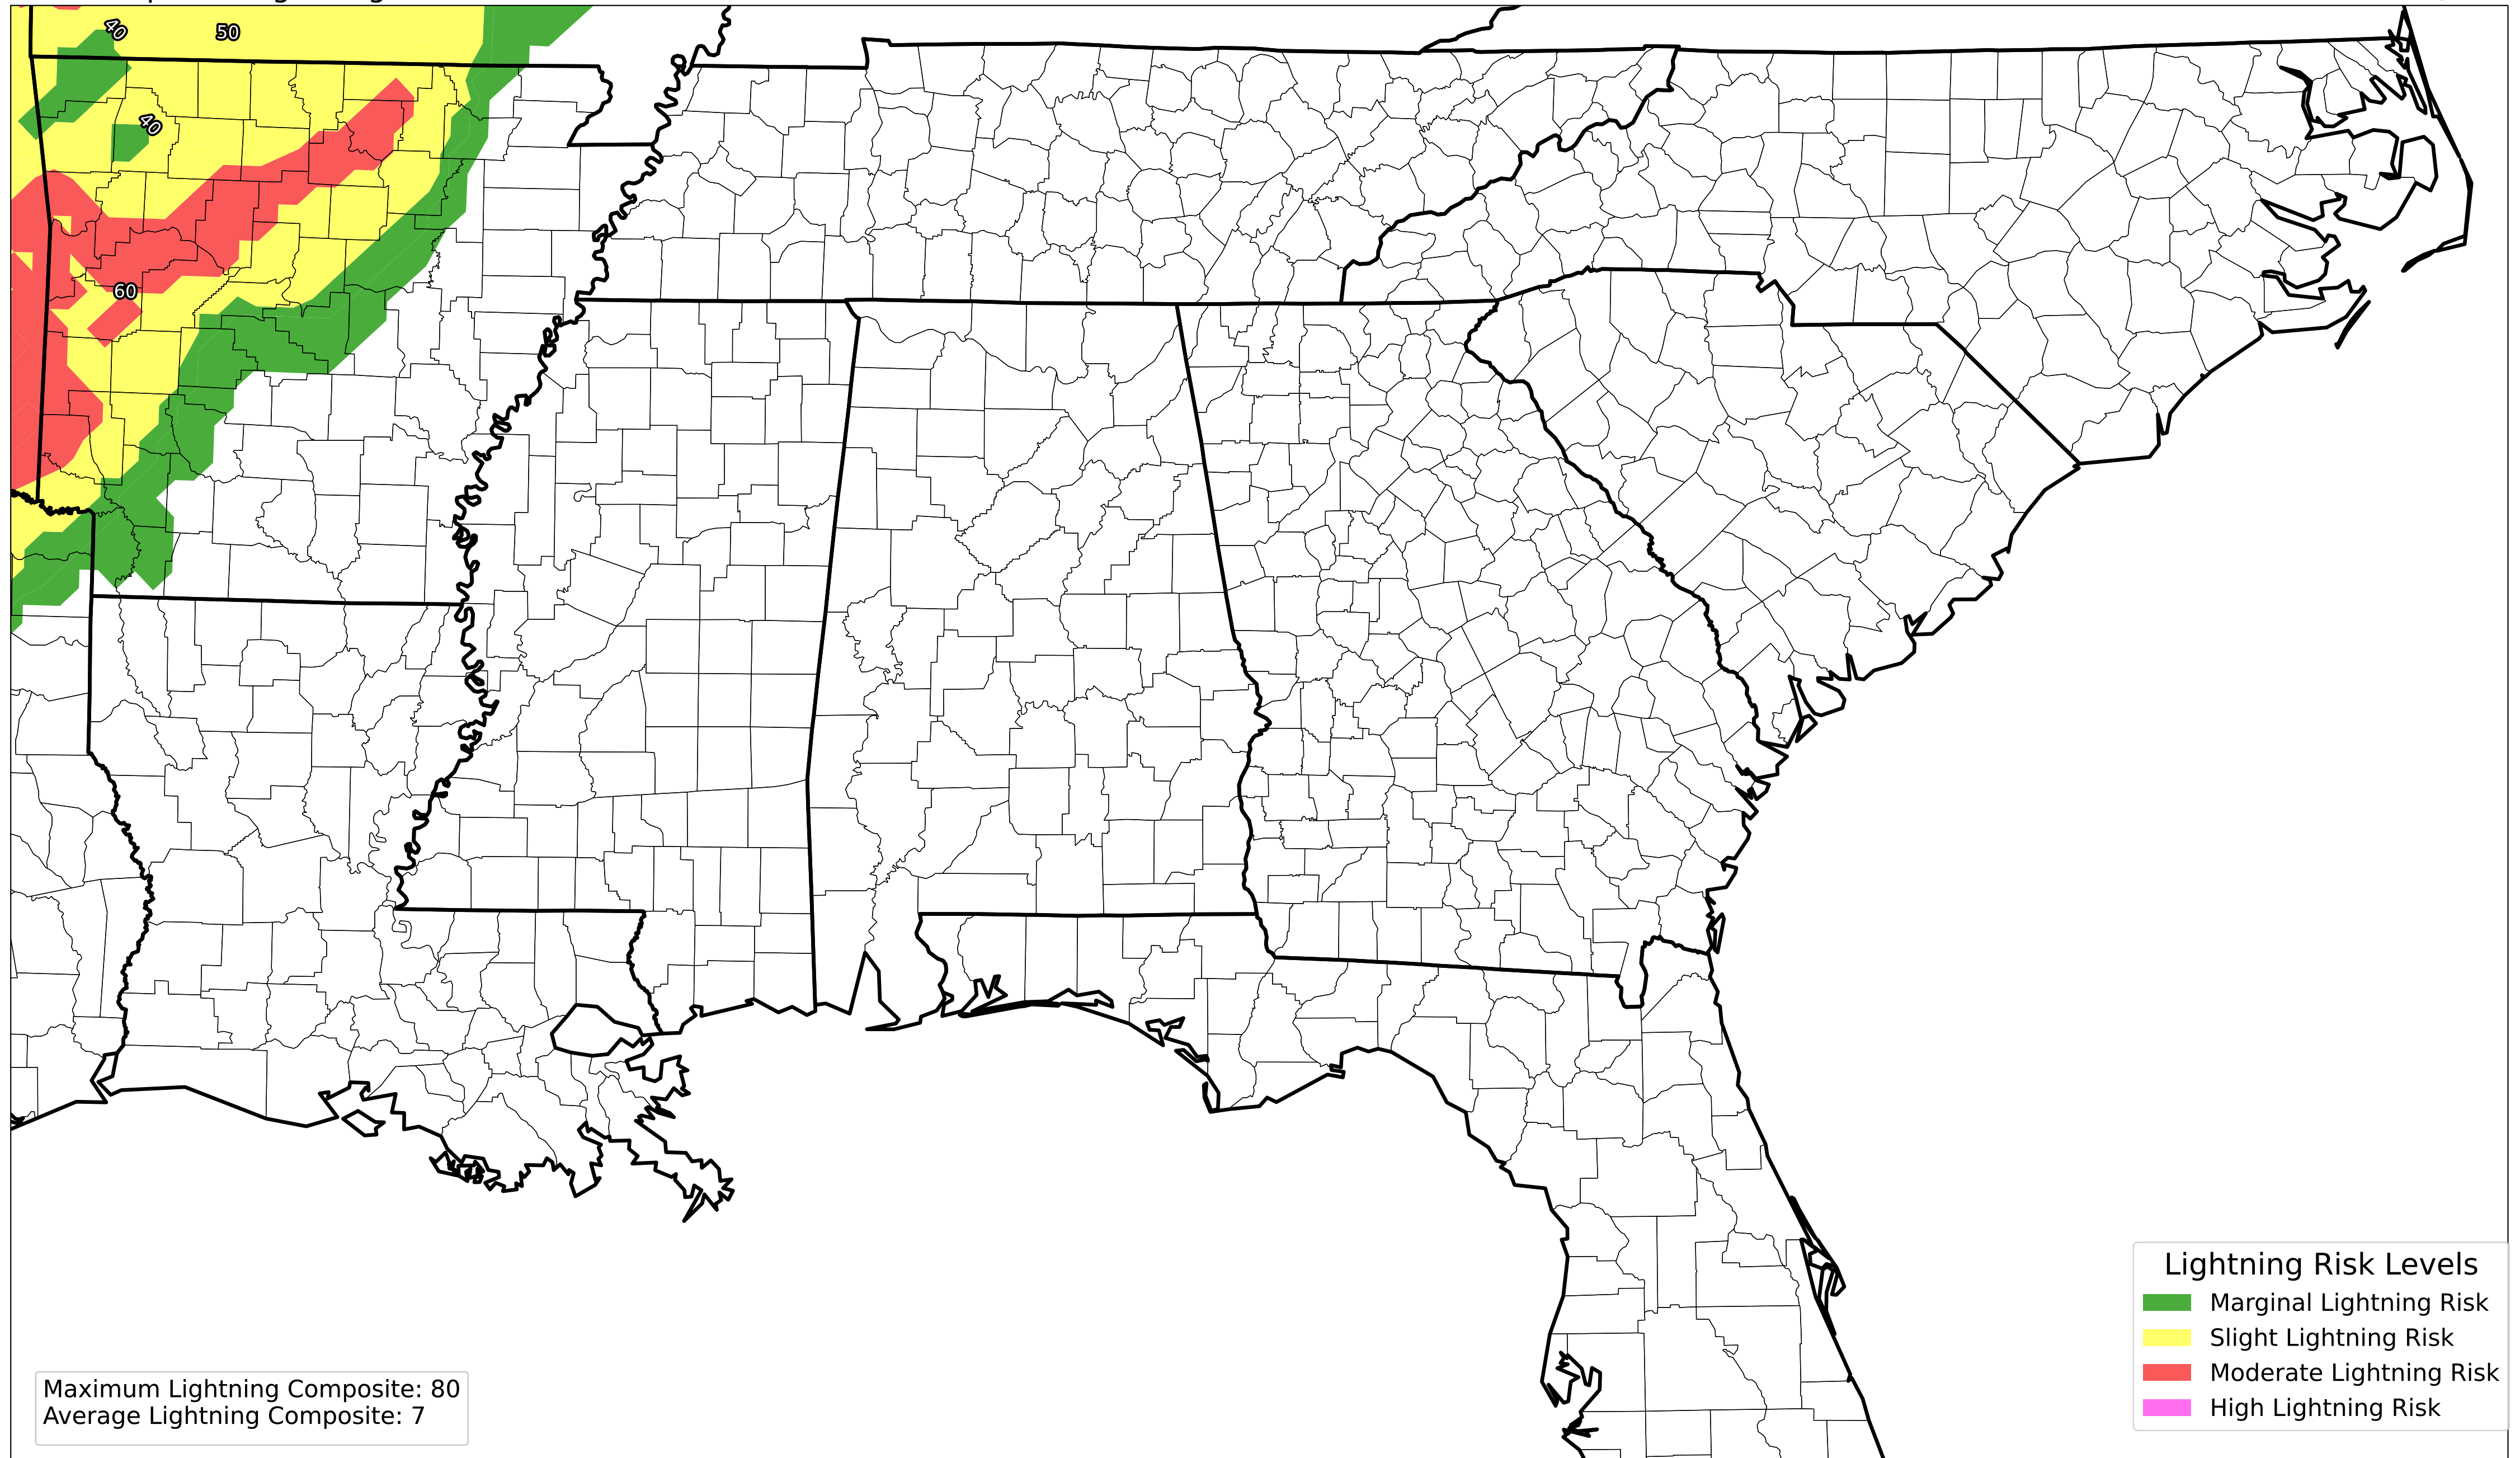 40
50
40
60
Lightning Risk Levels
Marginal Lightning Risk
Slight Lightning Risk
Moderate Lightning Risk
High Lightning Risk
Maximum Lightning Composite: 80
Average Lightning Composite: 7